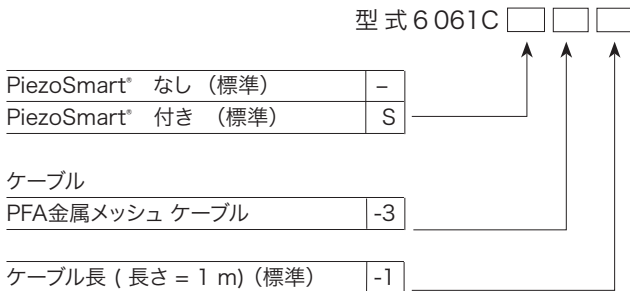 型式6061C
PiezoSmart® なし （標準） –
PiezoSmart® 付き （標準） S
ケーブル
PFA金属メッシュ ケーブル -3
ケーブル長 ( 長さ = 1 m)（標準） -1